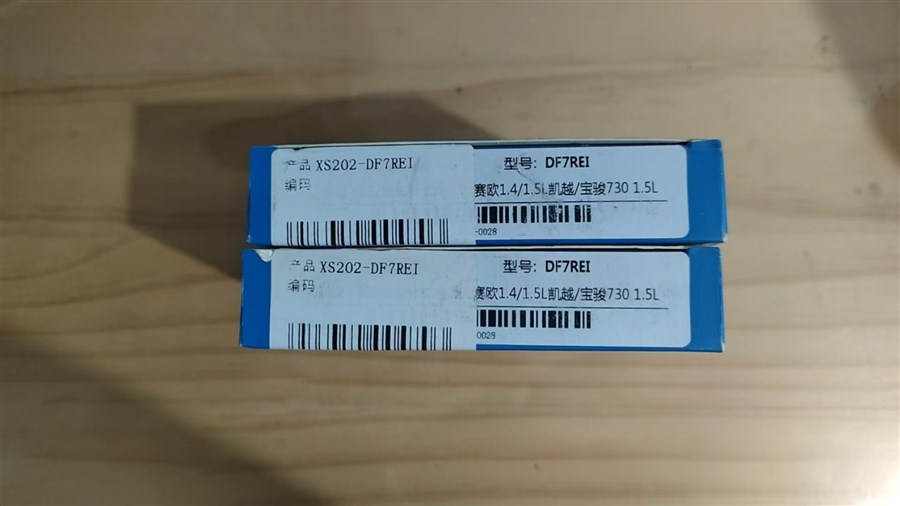 产品 XS202-DF7REI
编码
型号: DF7REI
赛欧1.4/1.5L凯越/宝骏730 1.5L
-0028
产品 XS202-DF7REI
编码
型号: DF7REI
赛欧1.4/1.5L凯越/宝骏730 1.5L
-0028